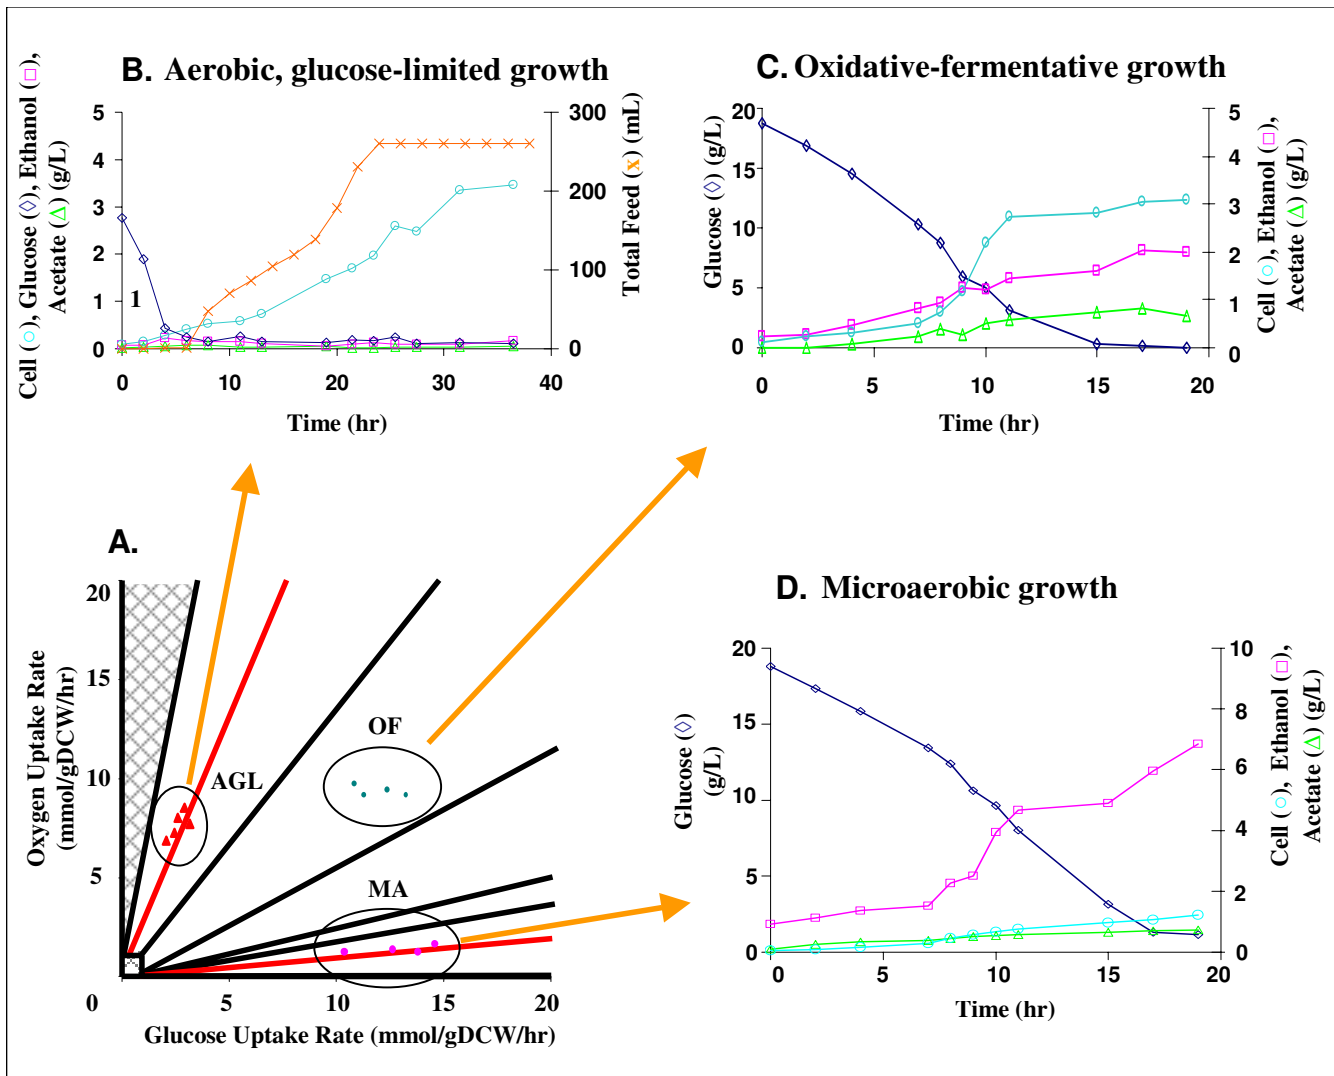 B. Aerobic, glucose-limited growth
Cell (○), Glucose (◇), Ethanol (□),
Acetate (△) (g/L)
5
4
3
2
1
0
1
300
200
100
0
Total Feed (x) (mL)
0 10 20 30 40
Time (hr)
C. Oxidative-fermentative growth
Glucose (◇) (g/L)
20
15
10
5
0
5
4
3
2
1
0
Cell (○), Ethanol (□),
Acetate (△) (g/L)
0 5 10 15 20
Time (hr)
A.
Oxygen Uptake Rate
(mmol/gDCW/hr)
20
15
10
5
AGL
OF
MA
0 5 10 15 20
Glucose Uptake Rate (mmol/gDCW/hr)
D. Microaerobic growth
Glucose (◇)
(g/L)
20
15
10
5
0
10
8
6
4
2
0
Cell (○), Ethanol (□),
Acetate (△) (g/L)
0 5 10 15 20
Time (hr)